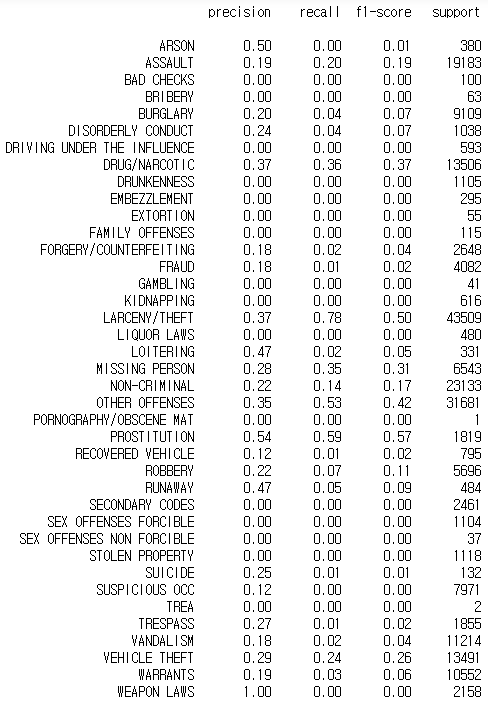 precision recall f1-score support
ARSON 0.50 0.00 0.01 380
ASSAULT 0.19 0.20 0.19 19183
BAD CHECKS 0.00 0.00 0.00 100
BRIBERY 0.00 0.00 0.00 63
BURGLARY 0.20 0.04 0.07 9109
DISORDERLY CONDUCT 0.24 0.04 0.07 1038
DRIVING UNDER THE INFLUENCE 0.00 0.00 0.00 593
DRUG/NARCOTIC 0.37 0.36 0.37 13506
DRUNKENNESS 0.00 0.00 0.00 1105
EMBEZZLEMENT 0.00 0.00 0.00 295
EXTORTION 0.00 0.00 0.00 55
FAMILY OFFENSES 0.00 0.00 0.00 115
FORGERY/COUNTERFEITING 0.18 0.02 0.04 2648
FRAUD 0.18 0.01 0.02 4082
GAMBLING 0.00 0.00 0.00 41
KIDNAPPING 0.00 0.00 0.00 616
LARCENY/THEFT 0.37 0.78 0.50 43509
LIQUOR LAWS 0.00 0.00 0.00 480
LOITERING 0.47 0.02 0.05 331
MISSING PERSON 0.28 0.35 0.31 6543
NON-CRIMINAL 0.22 0.14 0.17 23133
OTHER OFFENSES 0.35 0.53 0.42 31681
PORNOGRAPHY/OBSCENE MAT 0.00 0.00 0.00 1
PROSTITUTION 0.54 0.59 0.57 1819
RECOVERED VEHICLE 0.12 0.01 0.02 795
ROBBERY 0.22 0.07 0.11 5696
RUNAWAY 0.47 0.05 0.09 484
SECONDARY CODES 0.00 0.00 0.00 2461
SEX OFFENSES FORCIBLE 0.00 0.00 0.00 1104
SEX OFFENSES NON FORCIBLE 0.00 0.00 0.00 37
STOLEN PROPERTY 0.00 0.00 0.00 1118
SUICIDE 0.25 0.01 0.01 132
SUSPICIOUS OCC 0.12 0.00 0.00 7971
TREA 0.00 0.00 0.00 2
TRESPASS 0.27 0.01 0.02 1855
VANDALISM 0.18 0.02 0.04 11214
VEHICLE THEFT 0.29 0.24 0.26 13491
WARRANTS 0.19 0.03 0.06 10552
WEAPON LAWS 1.00 0.00 0.00 2158